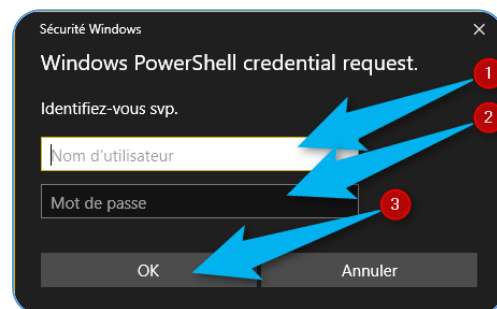 Sécurité Windows
Windows PowerShell credential request.
1
Identifiez-vous svp.
2
Nom d'utilisateur
Mot de passe
3
OK
Annuler